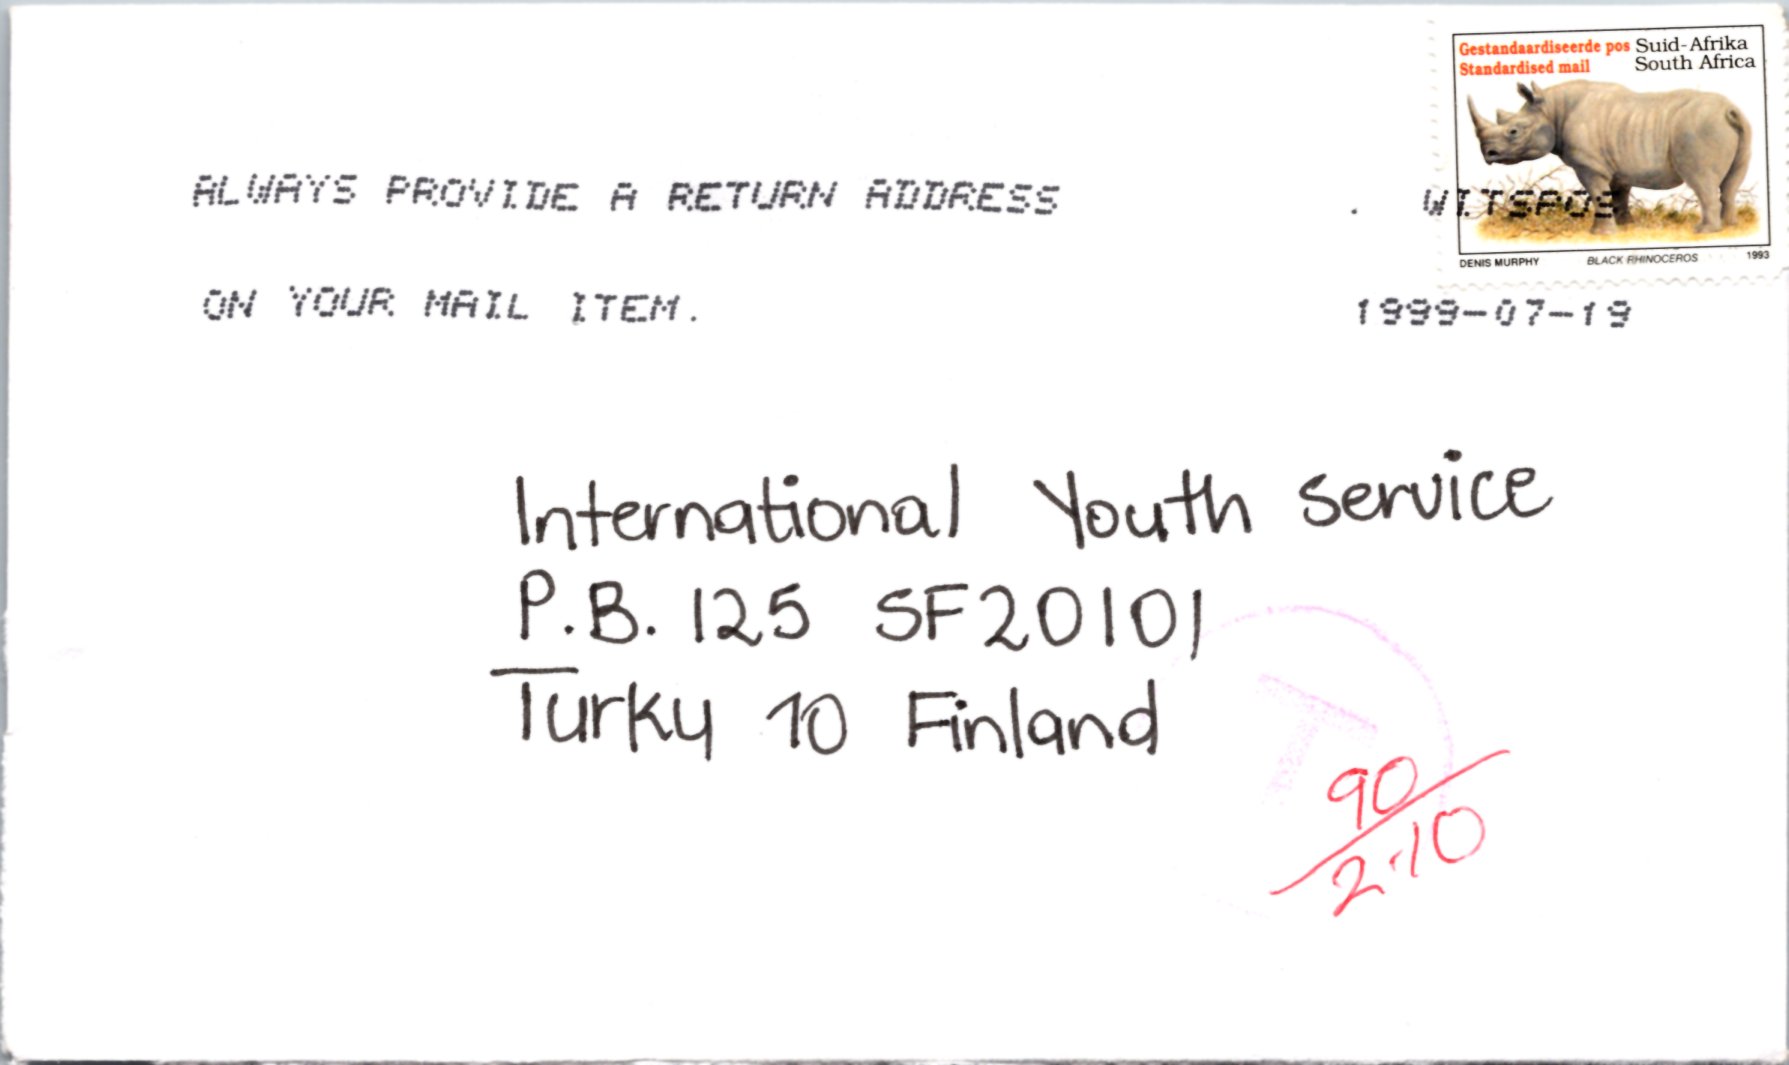 Gestandaardiseerde pos Suid-Afrika
Standardised mail South Africa
ALWAYS PROVIDE A RETURN ADDRESS . WITSPOS
DENIS MURPHY BLACK RHINOCEROS 1993
ON YOUR MAIL ITEM. 1999-07-19
International Youth Service
P.B. 125 SF20101
Turky 10 Finland
T
90
2.10